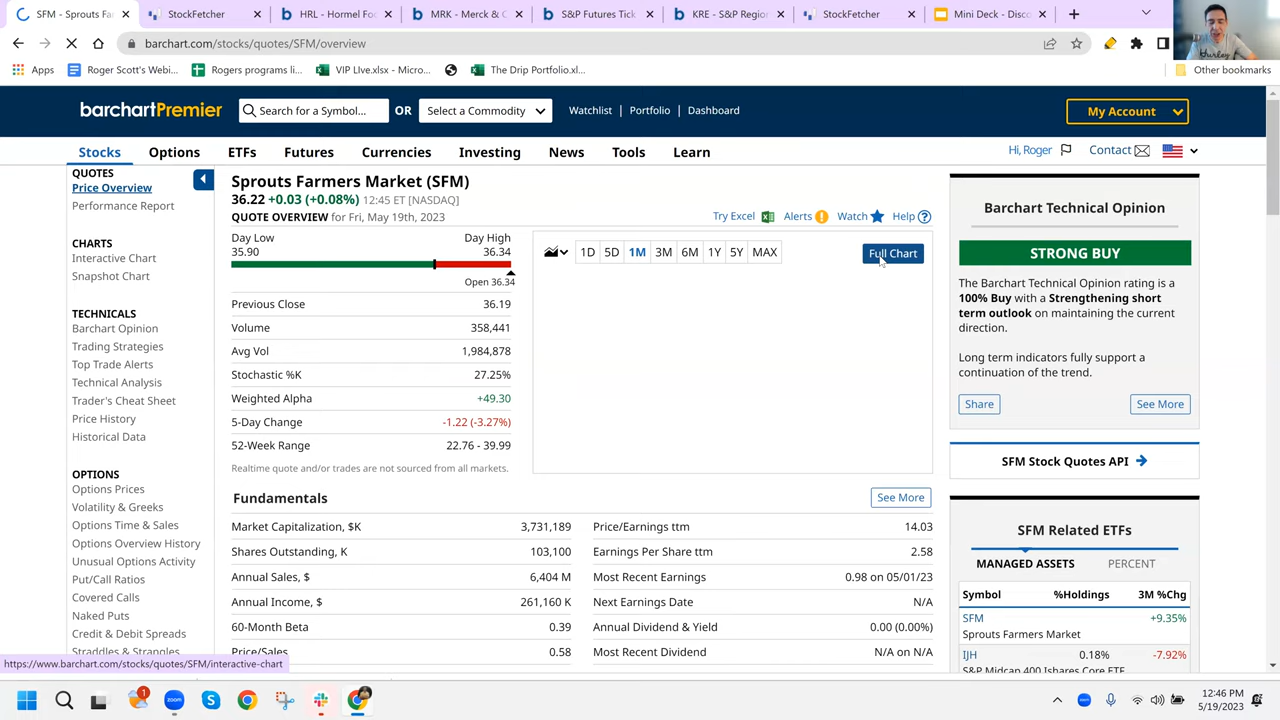 SFM - Sprouts Fa
StockFetcher
HRL - Hormel Foo
MRK - Merck & C
S&P Futures Tick
KRE - S&P Region
StockFetcher
Mini Deck - Disco
barchart.com/stocks/quotes/SFM/overview
Apps
Roger Scott's Webi...
Rogers programs li...
VIP LIve.xlsx - Micro...
The Drip Portfolio.xl...
Other bookmarks
Hurley
barchartPremier
Search for a Symbol...
OR
Select a Commodity
Watchlist | Portfolio | Dashboard
My Account
Stocks Options ETFs Futures Currencies Investing News Tools Learn
Hi, Roger
Contact
QUOTES
Price Overview
Performance Report
CHARTS
Interactive Chart
Snapshot Chart
TECHNICALS
Barchart Opinion
Trading Strategies
Top Trade Alerts
Technical Analysis
Trader's Cheat Sheet
Price History
Historical Data
OPTIONS
Options Prices
Volatility & Greeks
Options Time & Sales
Options Overview History
Unusual Options Activity
Put/Call Ratios
Covered Calls
Naked Puts
Credit & Debit Spreads
Straddles & Strangles
Sprouts Farmers Market (SFM)
36.22 +0.03 (+0.08%) 12:45 ET [NASDAQ]
QUOTE OVERVIEW for Fri, May 19th, 2023
Try Excel
Alerts
Watch
Help
Day Low
Day High
35.90
36.34
Open 36.34
Previous Close 36.19
Volume 358,441
Avg Vol 1,984,878
Stochastic %K 27.25%
Weighted Alpha +49.30
5-Day Change -1.22 (-3.27%)
52-Week Range 22.76 - 39.99
Realtime quote and/or trades are not sourced from all markets.
1D 5D 1M 3M 6M 1Y 5Y MAX
Full Chart
Fundamentals
See More
Market Capitalization, $K 3,731,189
Price/Earnings ttm 14.03
Shares Outstanding, K 103,100
Earnings Per Share ttm 2.58
Annual Sales, $ 6,404 M
Most Recent Earnings 0.98 on 05/01/23
Annual Income, $ 261,160 K
Next Earnings Date N/A
60-Month Beta 0.39
Annual Dividend & Yield 0.00 (0.00%)
Price/Sales 0.58
Most Recent Dividend N/A on N/A
Barchart Technical Opinion
STRONG BUY
The Barchart Technical Opinion rating is a
100% Buy with a Strengthening short
term outlook on maintaining the current
direction.
Long term indicators fully support a
continuation of the trend.
Share
See More
SFM Stock Quotes API
SFM Related ETFs
MANAGED ASSETS
PERCENT
Symbol %Holdings 3M %Chg
SFM +9.35%
Sprouts Farmers Market
IJH 0.18% -7.92%
S&P Midcap 400 Ishares Core ETF
https://www.barchart.com/stocks/quotes/SFM/interactive-chart
1
zoom
zoom
12:46 PM
5/19/2023